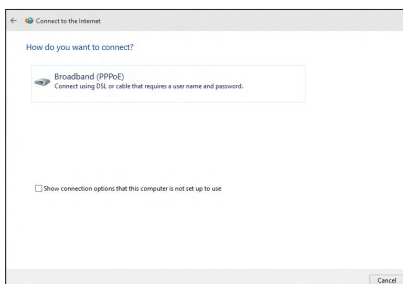 Connect to the Internet
How do you want to connect?
Broadband (PPPoE)
Connect using DSL or cable that requires a user name and password.
Show connection options that this computer is not set up to use
Cancel